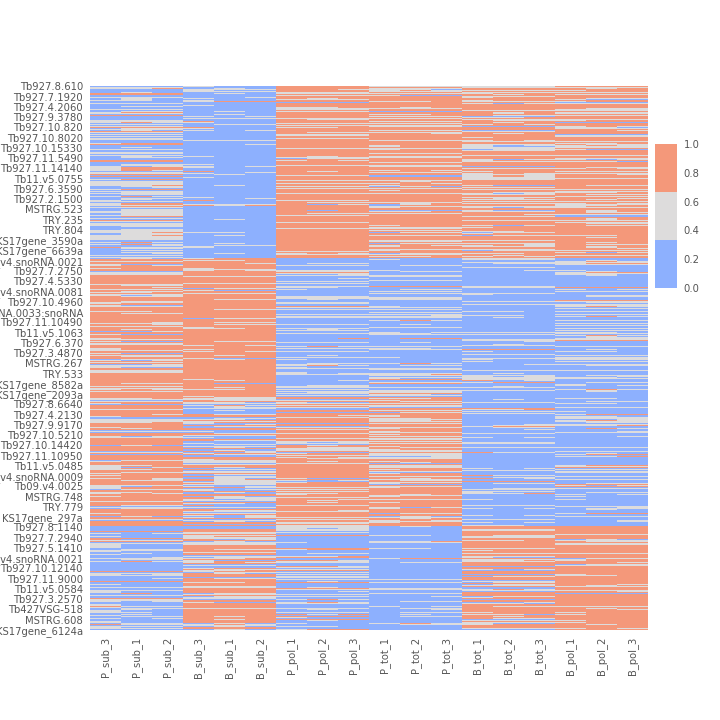 Tb927.8.610
Tb927.7.1920
Tb927.4.2060
Tb927.9.3780
Tb927.10.820
Tb927.10.8020
Tb927.10.15330
Tb927.11.5490
Tb927.11.14140
Tb11.v5.0755
Tb927.6.3590
Tb927.2.1500
MSTRG.523
TRY.235
TRY.804
KS17gene_3590a
KS17gene_6639a
v4.snoRNA.0021
Tb927.7.2750
Tb927.4.5330
v4.snoRNA.0081
Tb927.10.4960
NA.0033:snoRNA
Tb927.11.10490
Tb11.v5.1063
Tb927.6.370
Tb927.3.4870
MSTRG.267
TRY.533
KS17gene_8582a
KS17gene_2093a
Tb927.8.6640
Tb927.4.2130
Tb927.9.9170
Tb927.10.5210
Tb927.10.14420
Tb927.11.10950
Tb11.v5.0485
v4.snoRNA.0009
Tb09.v4.0025
MSTRG.748
TRY.779
KS17gene_297a
Tb927.8.1140
Tb927.7.2940
Tb927.5.1410
v4.snoRNA.0021
Tb927.10.12140
Tb927.11.9000
Tb11.v5.0584
Tb927.3.2570
Tb427VSG-518
MSTRG.608
KS17gene_6124a
1.0
0.8
0.6
0.4
0.2
0.0
P_sub_3
P_sub_1
P_sub_2
B_sub_3
B_sub_1
B_sub_2
P_pol_1
P_pol_2
P_pol_3
P_tot_1
P_tot_2
P_tot_3
B_tot_1
B_tot_2
B_tot_3
B_pol_1
B_pol_2
B_pol_3